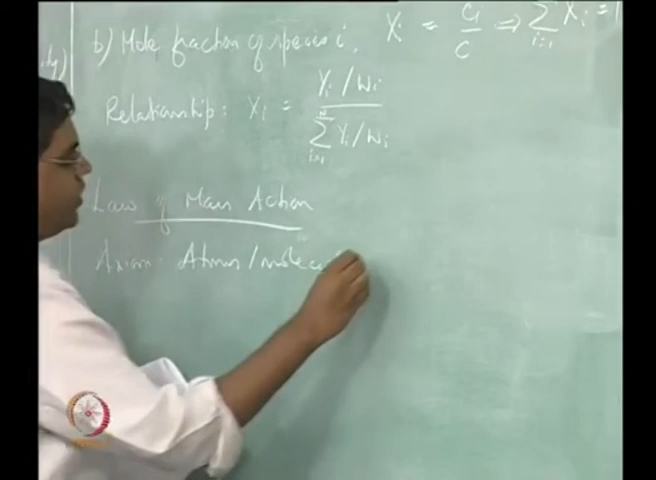 b) Mole fraction of species i, Xi = Ci/C ⇒ ∑ i=1 Xi = 1
Relationship: Xi = (Yi/Wi) / (∑ i=1 N Yi/Wi)
Law of Mass Action
Axiom: Atoms/molecu